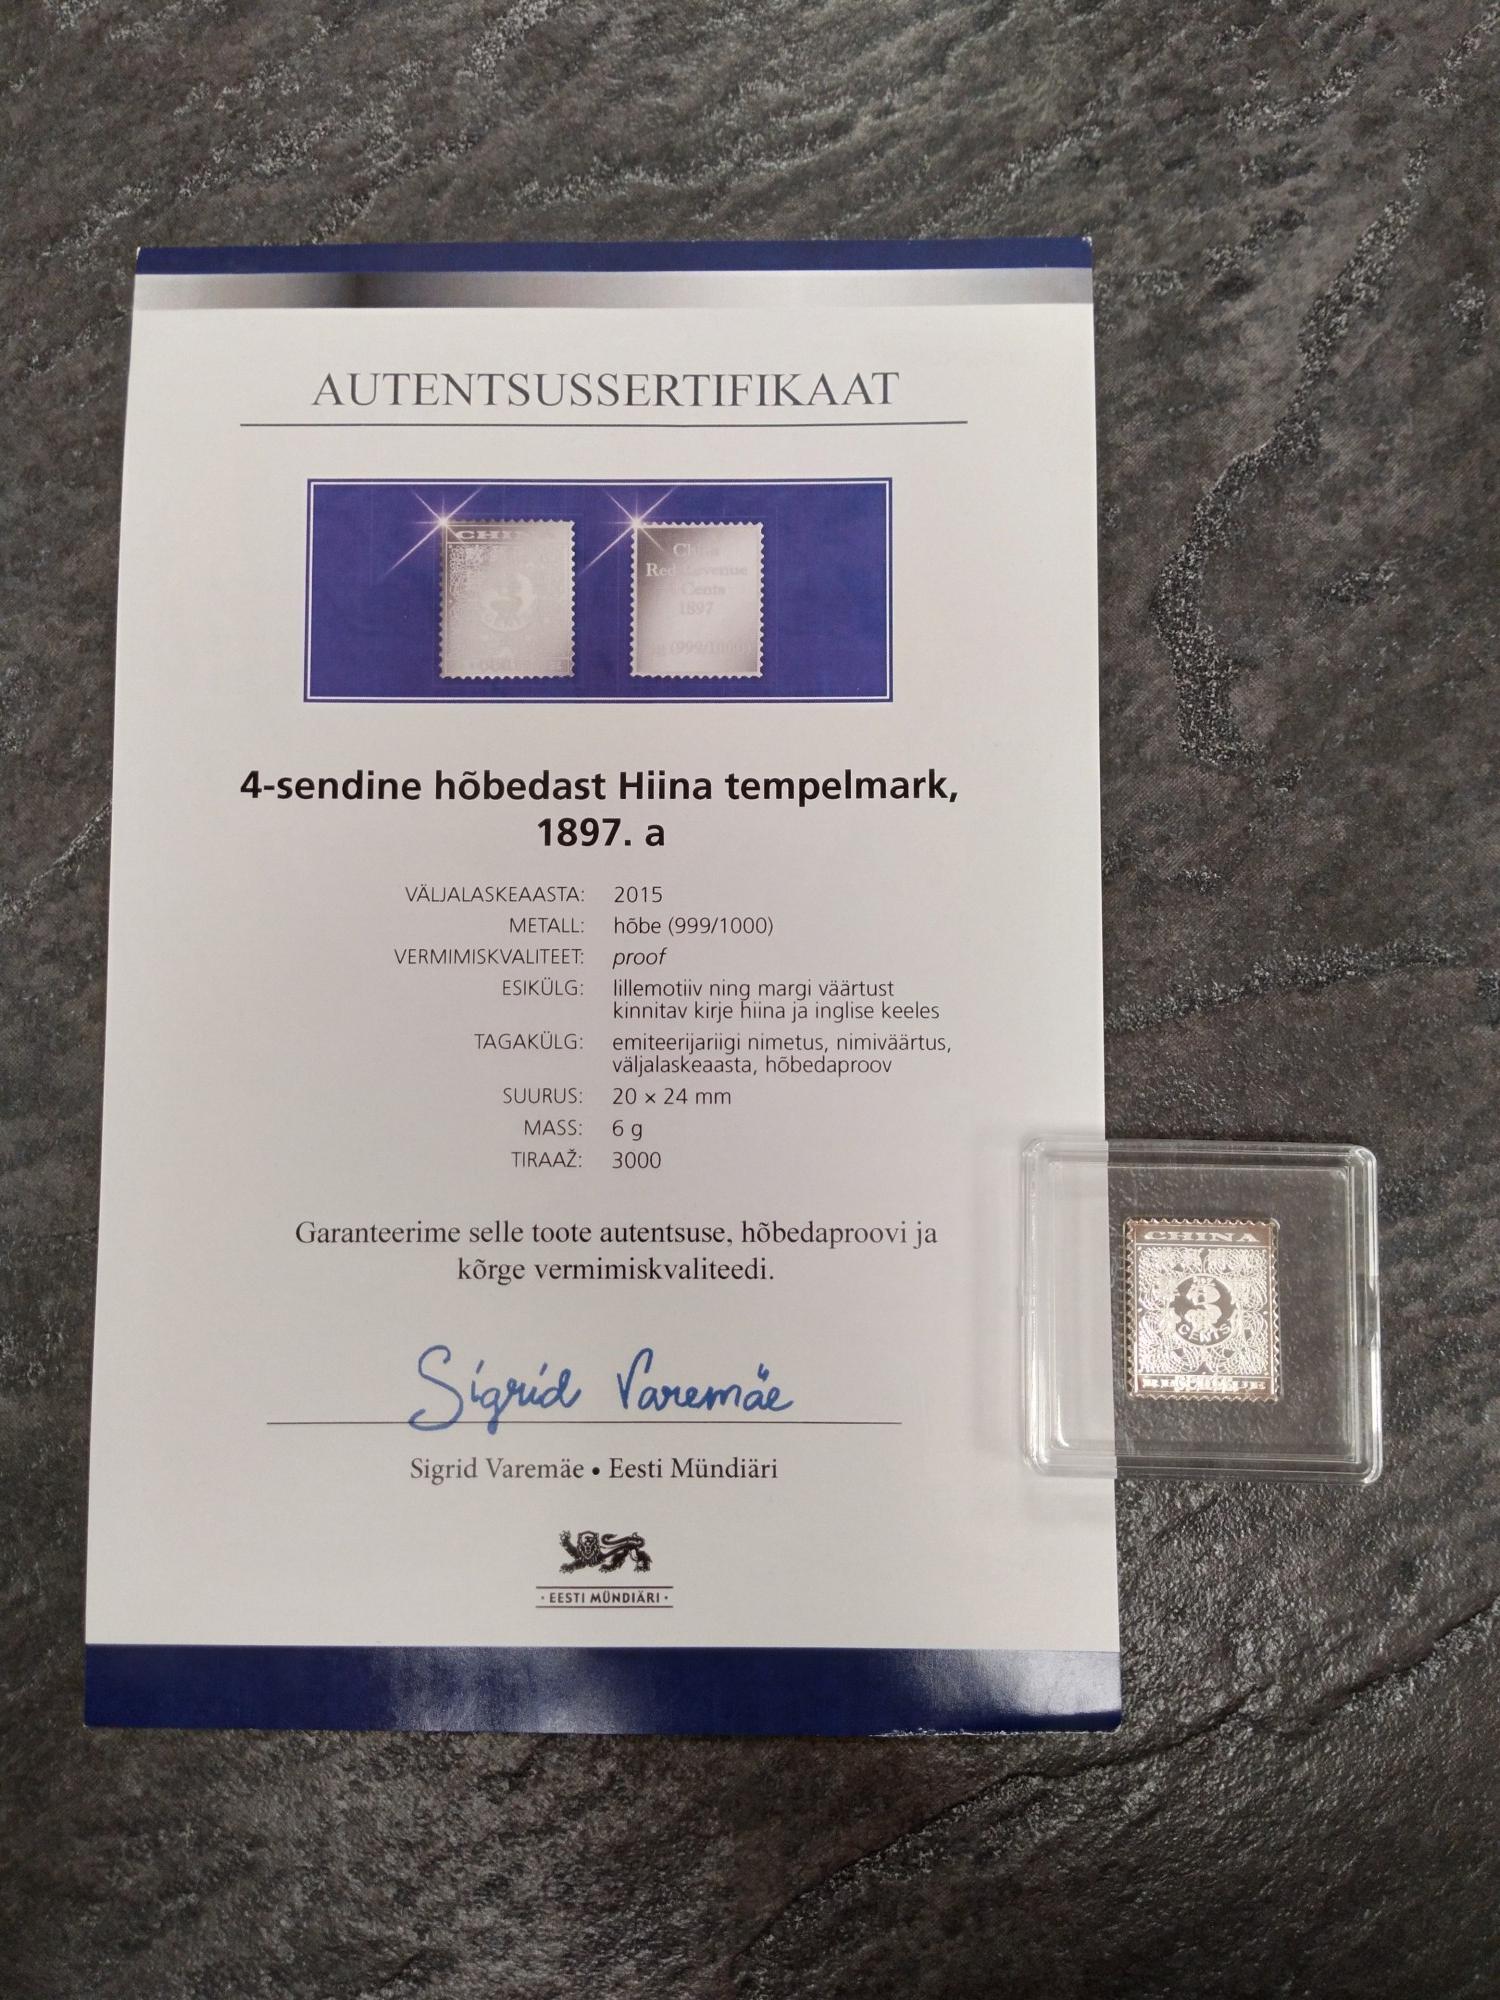 AUTENTSUSSERTIFIKAAT
China
Red Revenue
Cents
1897
(999/1000)
4-sendine hõbedast Hiina tempelmark,
1897. a
VÄLJALASKEAASTA: 2015
METALL: hõbe (999/1000)
VERMIMISKVALITEET: proof
ESIKÜLG: lillemotiiv ning margi väärtust
kinnitav kirje hiina ja inglise keeles
TAGAKÜLG: emiteerijariigi nimetus, nimiväärtus,
väljalaskeaasta, hõbedaproov
SUURUS: 20 × 24 mm
MASS: 6 g
TIRAAŽ: 3000
Garanteerime selle toote autentsuse, hõbedaproovi ja
kõrge vermimiskvaliteedi.
Sigrid Varemäe
Sigrid Varemäe • Eesti Mündiäri
· EESTI MÜNDIÄRI ·
CHINA
3
CENTS